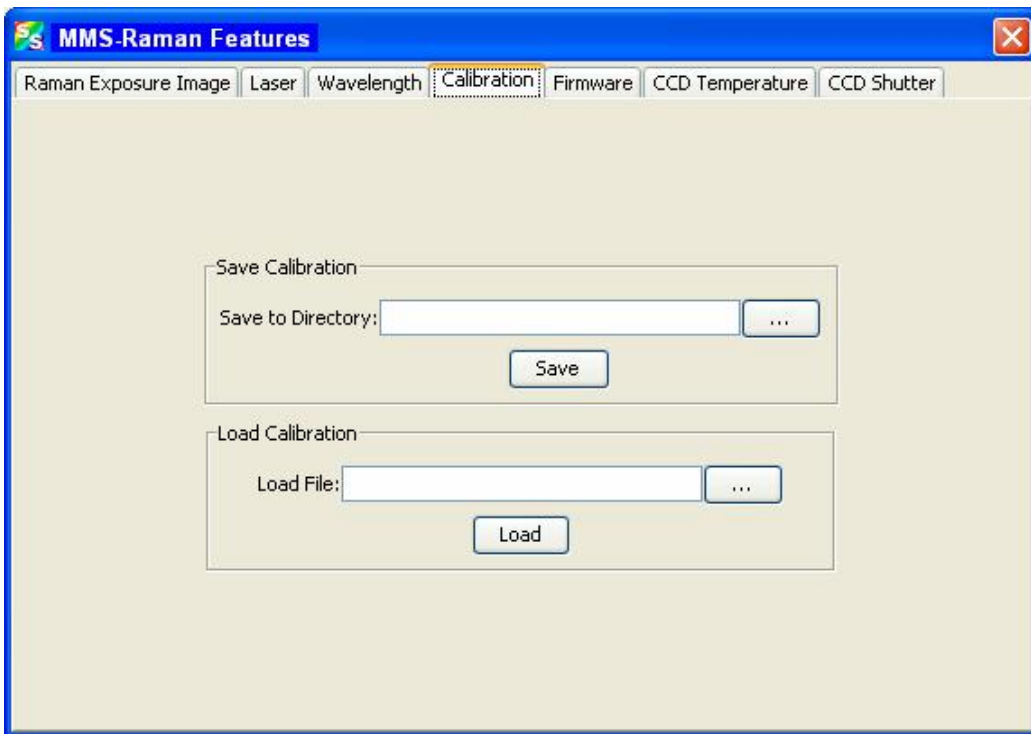 MMS-Raman Features
Raman Exposure Image Laser Wavelength Calibration Firmware CCD Temperature CCD Shutter
Save Calibration
Save to Directory: ...
Save
Load Calibration
Load File: ...
Load